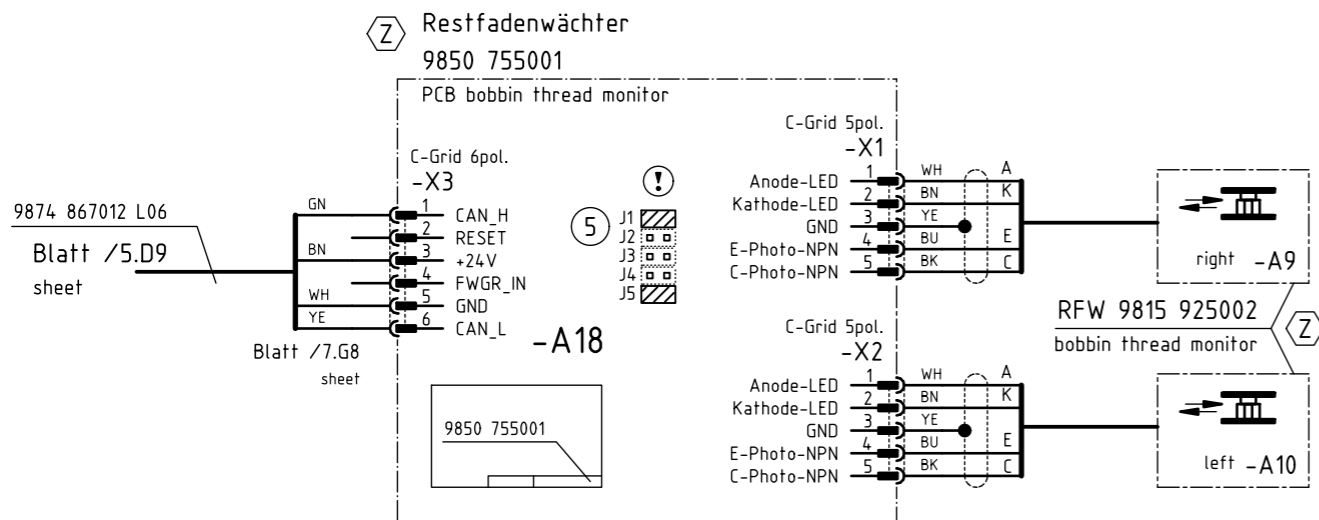 Z Restfadenwächter
9850 755001
PCB bobbin thread monitor
C-Grid 6pol.
-X3
9874 867012 L06
Blatt /5.D9
sheet
GN 1 CAN_H
2 RESET
BN 3 +24V
4 FWGR_IN
WH 5 GND
YE 6 CAN_L
Blatt /7.G8
sheet
-A18
!
5
J1
J2
J3
J4
J5
9850 755001
C-Grid 5pol.
-X1
Anode-LED 1 WH A
Kathode-LED 2 BN K
GND 3 YE
E-Photo-NPN 4 BU E
C-Photo-NPN 5 BK C
right -A9
RFW 9815 925002
bobbin thread monitor
Z
C-Grid 5pol.
-X2
Anode-LED 1 WH A
Kathode-LED 2 BN K
GND 3 YE
E-Photo-NPN 4 BU E
C-Photo-NPN 5 BK C
left -A10